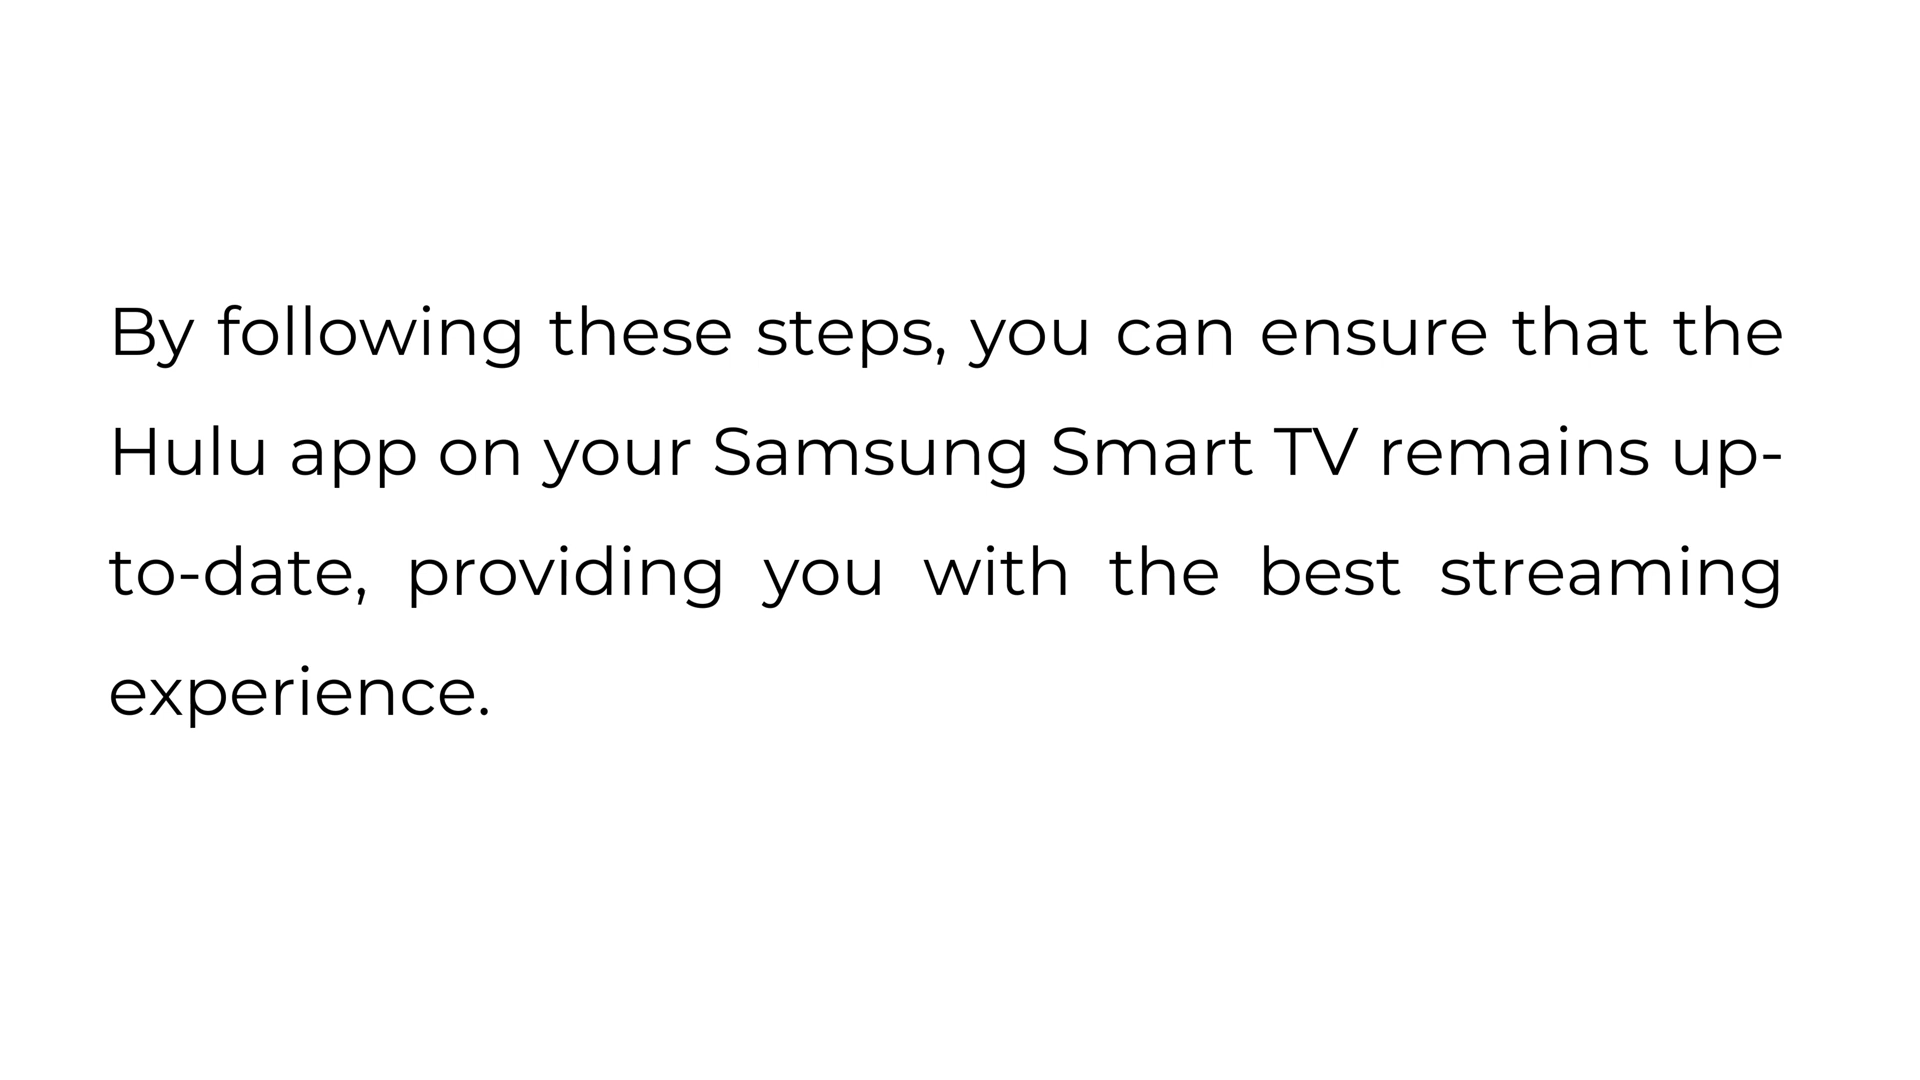 By following these steps, you can ensure that the
Hulu app on your Samsung Smart TV remains up-
to-date, providing you with the best streaming
experience.